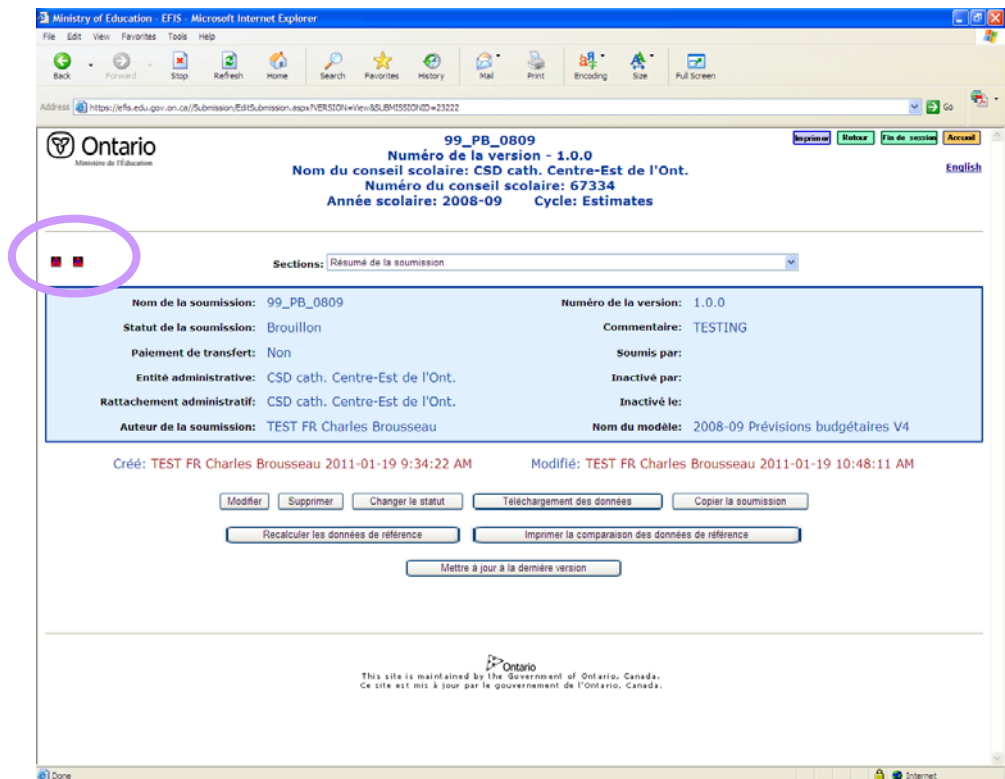 Ministry of Education - EFIS - Microsoft Internet Explorer
File Edit View Favorites Tools Help
Back Forward Stop Refresh Home Search Favorites History Mail Print Encoding Size Full Screen
Address https://efis.edu.gov.on.ca//Submission/EditSubmission.aspx?VERSION=View&SUBMISSIONID=23222 Go
Ontario
Ministère de l'Éducation
99_PB_0809
Numéro de la version - 1.0.0
Nom du conseil scolaire: CSD cath. Centre-Est de l'Ont.
Numéro du conseil scolaire: 67334
Année scolaire: 2008-09 Cycle: Estimates
Imprimer Retour Fin de session Accueil
English
Sections: Résumé de la soumission
Nom de la soumission: 99_PB_0809 Numéro de la version: 1.0.0
Statut de la soumission: Brouillon Commentaire: TESTING
Paiement de transfert: Non Soumis par:
Entité administrative: CSD cath. Centre-Est de l'Ont. Inactivé par:
Rattachement administratif: CSD cath. Centre-Est de l'Ont. Inactivé le:
Auteur de la soumission: TEST FR Charles Brousseau Nom du modèle: 2008-09 Prévisions budgétaires V4
Créé: TEST FR Charles Brousseau 2011-01-19 9:34:22 AM Modifié: TEST FR Charles Brousseau 2011-01-19 10:48:11 AM
Modifier Supprimer Changer le statut Téléchargement des données Copier la soumission
Recalculer les données de référence Imprimer la comparaison des données de référence
Mettre à jour à la dernière version
Ontario
This site is maintained by the Government of Ontario, Canada.
Ce site est mis à jour par le gouvernement de l'Ontario, Canada.
Done Internet